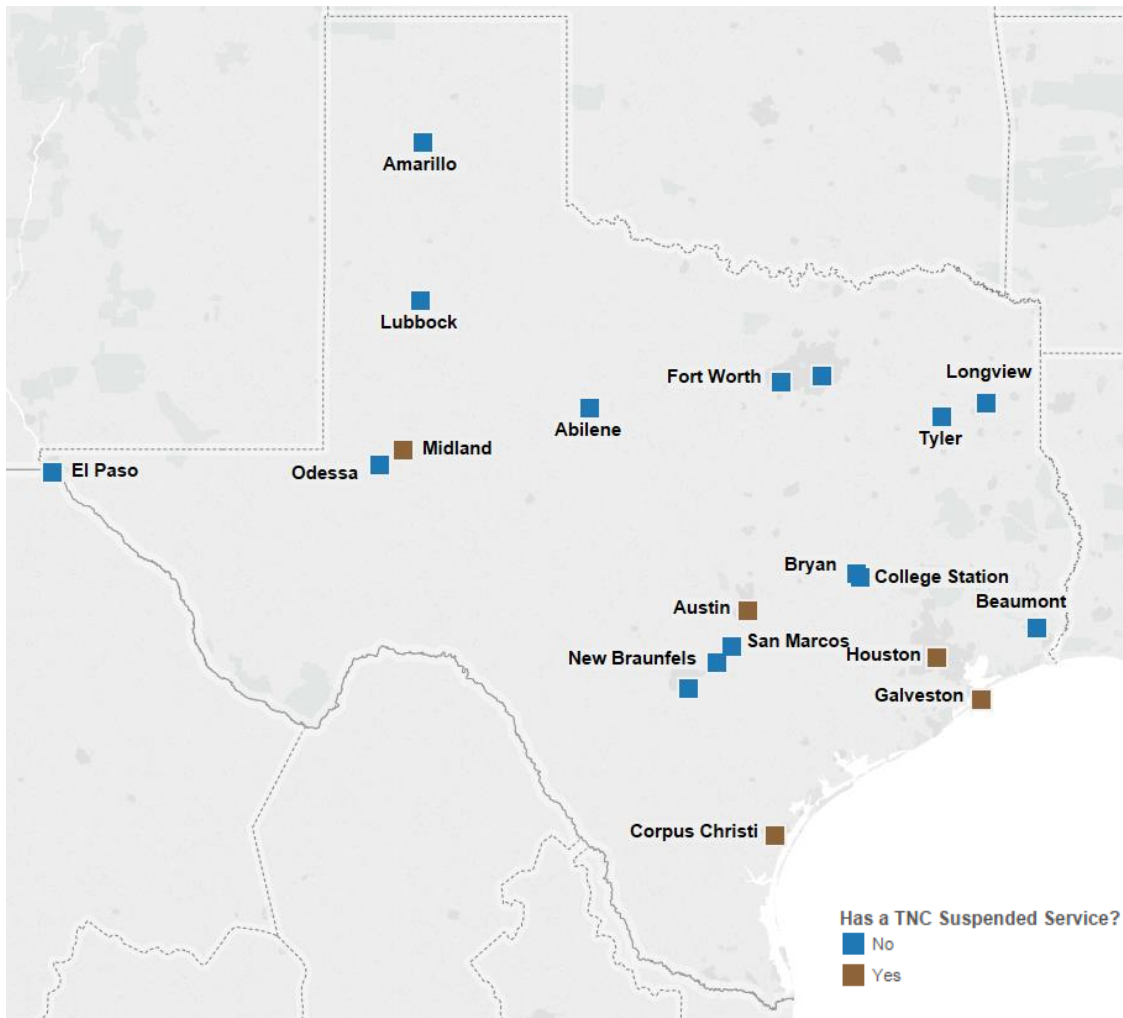 Amarillo
Lubbock
Fort Worth
Longview
Abilene
Tyler
Midland
Odessa
El Paso
Bryan
College Station
Beaumont
Austin
San Marcos
New Braunfels
Houston
Galveston
Corpus Christi
Has a TNC Suspended Service?
No
Yes